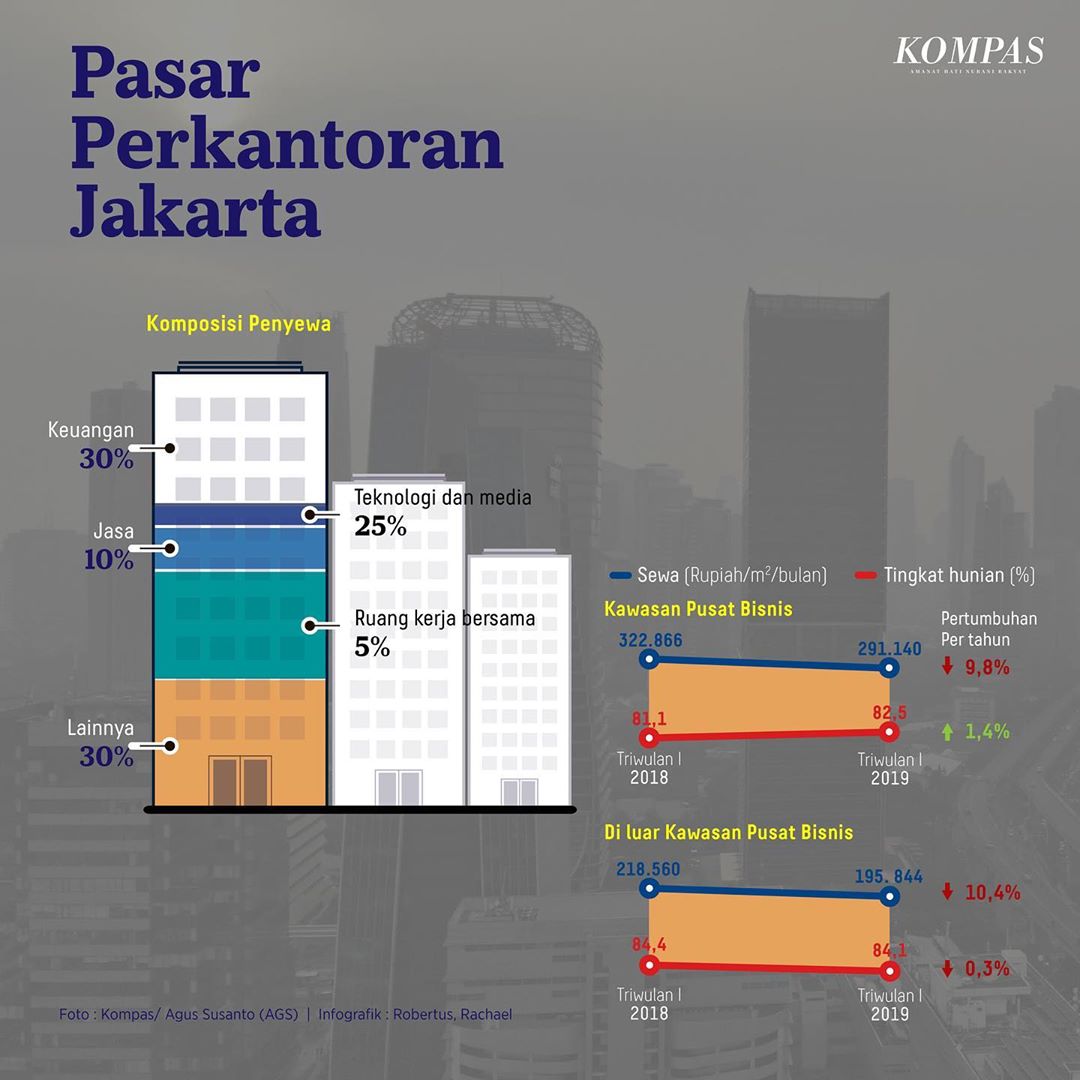 KOMPAS
AMANAT HATI NURANI RAKYAT
Pasar
Perkantoran
Jakarta
Komposisi Penyewa
Keuangan
30%
Jasa
10%
Teknologi dan media
25%
Ruang kerja bersama
5%
Lainnya
30%
Sewa (Rupiah/m²/bulan)
Tingkat hunian (%)
Kawasan Pusat Bisnis
Pertumbuhan
Per tahun
322.866
291.140
9,8%
81,1
82,5
1,4%
Triwulan I
2018
Triwulan I
2019
Di luar Kawasan Pusat Bisnis
218.560
195. 844
10,4%
84,4
84,1
0,3%
Triwulan I
2018
Triwulan I
2019
Foto : Kompas/ Agus Susanto (AGS) | Infografik : Robertus, Rachael